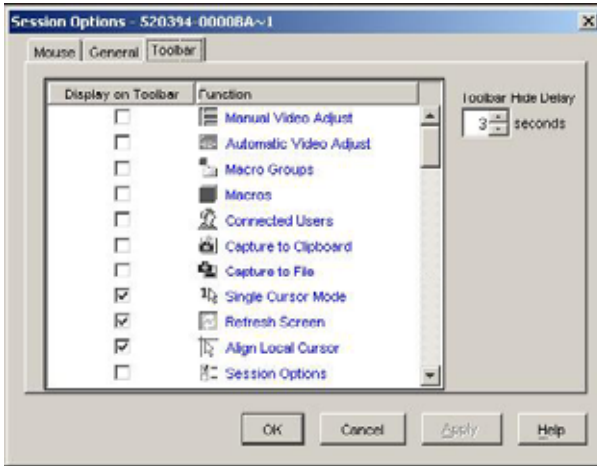 Session Options - 520394-00008A~1
Mouse General Toolbar
Display on Toolbar Function
Manual Video Adjust
Automatic Video Adjust
Macro Groups
Macros
Connected Users
Capture to Clipboard
Capture to File
Single Cursor Mode
Refresh Screen
Align Local Cursor
Session Options
Toolbar Hide Delay
3 seconds
OK Cancel Apply Help